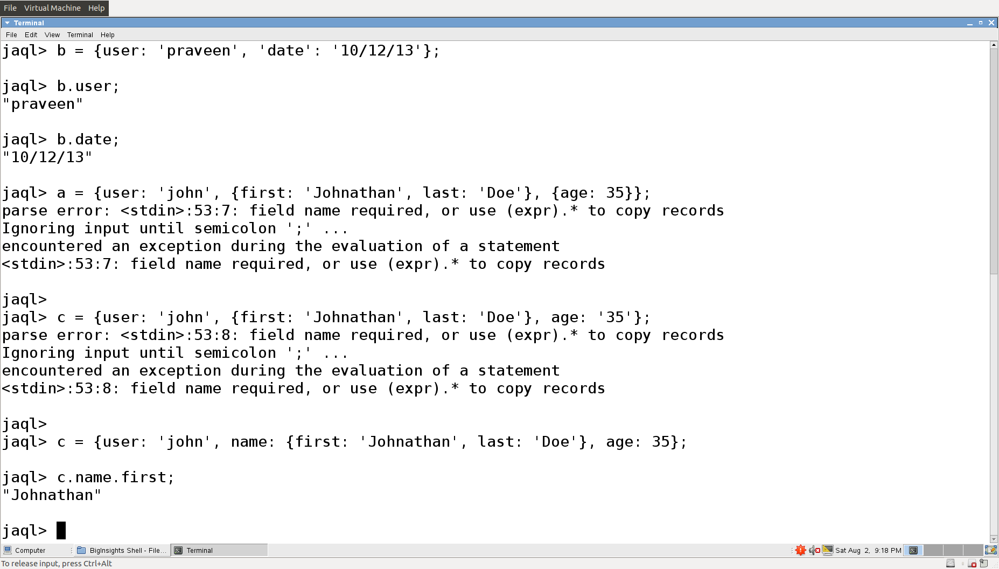 File Virtual Machine Help
Terminal
File Edit View Terminal Help
jaql> b = {user: 'praveen', 'date': '10/12/13'};
jaql> b.user;
"praveen"
jaql> b.date;
"10/12/13"
jaql> a = {user: 'john', {first: 'Johnathan', last: 'Doe'}, {age: 35}};
parse error: <stdin>:53:7: field name required, or use (expr).* to copy records
Ignoring input until semicolon ';' ...
encountered an exception during the evaluation of a statement
<stdin>:53:7: field name required, or use (expr).* to copy records
jaql>
jaql> c = {user: 'john', {first: 'Johnathan', last: 'Doe'}, age: '35'};
parse error: <stdin>:53:8: field name required, or use (expr).* to copy records
Ignoring input until semicolon ';' ...
encountered an exception during the evaluation of a statement
<stdin>:53:8: field name required, or use (expr).* to copy records
jaql>
jaql> c = {user: 'john', name: {first: 'Johnathan', last: 'Doe'}, age: 35};
jaql> c.name.first;
"Johnathan"
jaql>
Computer BigInsights Shell - File... Terminal Sat Aug 2, 9:18 PM
To release input, press Ctrl+Alt